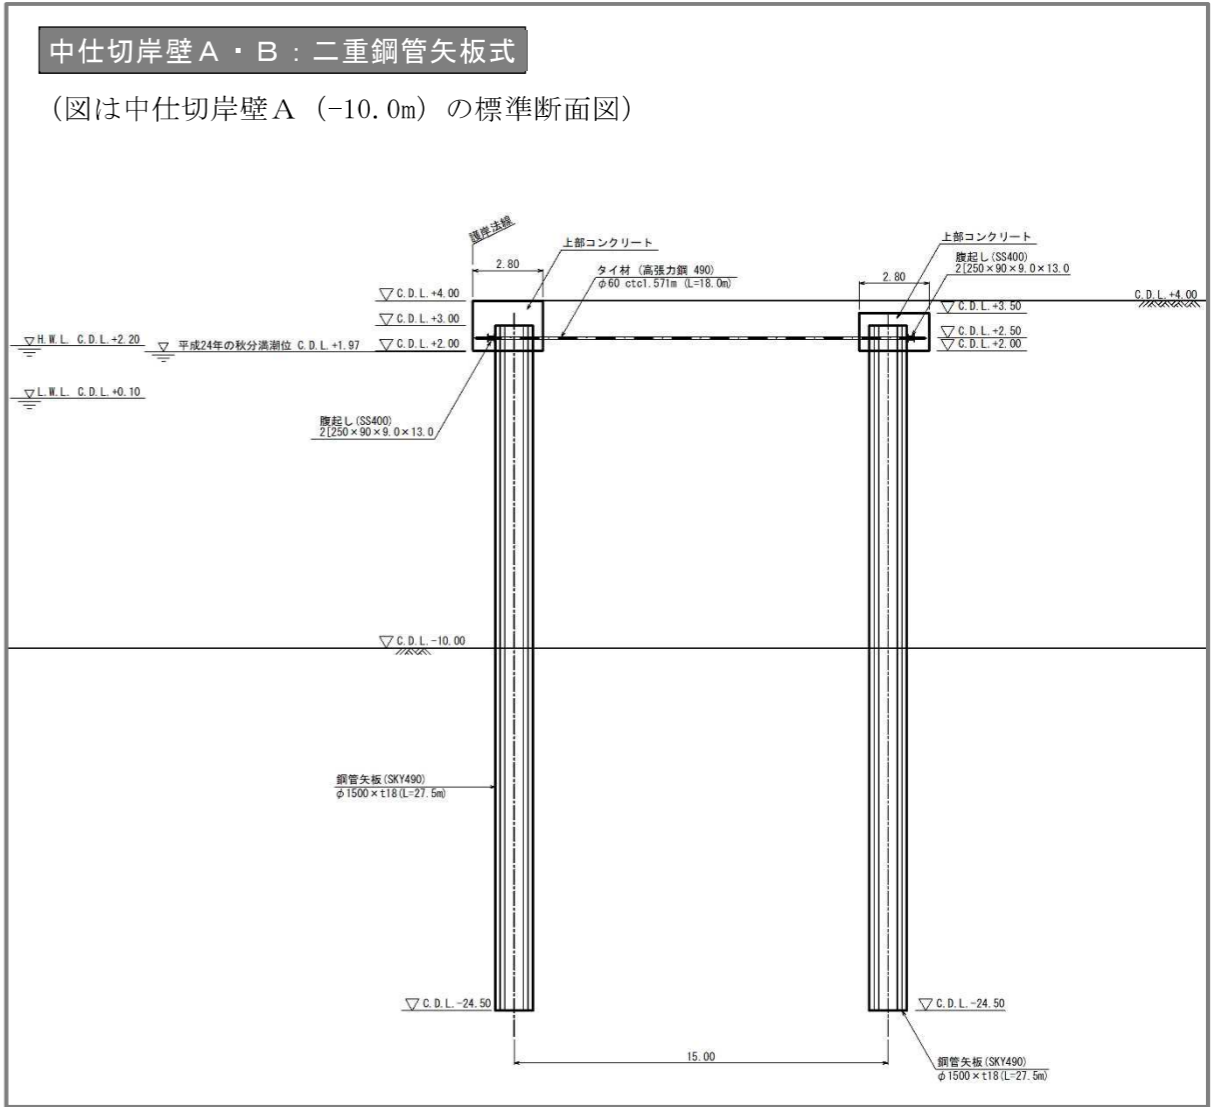 中仕切岸壁A・B：二重鋼管矢板式
（図は中仕切岸壁A（-10.0m）の標準断面図）
護岸法線
上部コンクリート
2.80
タイ材（高張力鋼 490）
φ60 ctc1.571m (L=18.0m)
上部コンクリート
腹起し(SS400)
2[250×90×9.0×13.0
2.80
C.D.L.+4.00
C.D.L.+4.00
C.D.L.+3.50
C.D.L.+3.00
C.D.L.+2.50
H.W.L. C.D.L.+2.20
平成24年の秋分満潮位 C.D.L.+1.97
C.D.L.+2.00
C.D.L.+2.00
L.W.L. C.D.L.+0.10
腹起し(SS400)
2[250×90×9.0×13.0
C.D.L.-10.00
鋼管矢板(SKY490)
φ1500×t18(L=27.5m)
C.D.L.-24.50
C.D.L.-24.50
15.00
鋼管矢板(SKY490)
φ1500×t18(L=27.5m)